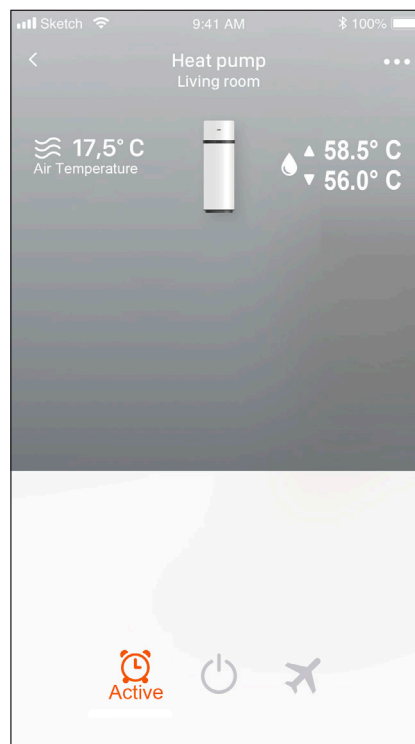 Sketch 9:41 AM 100%
Heat pump
Living room
17,5° C
Air Temperature
▲ 58.5° C
▼ 56.0° C
Active